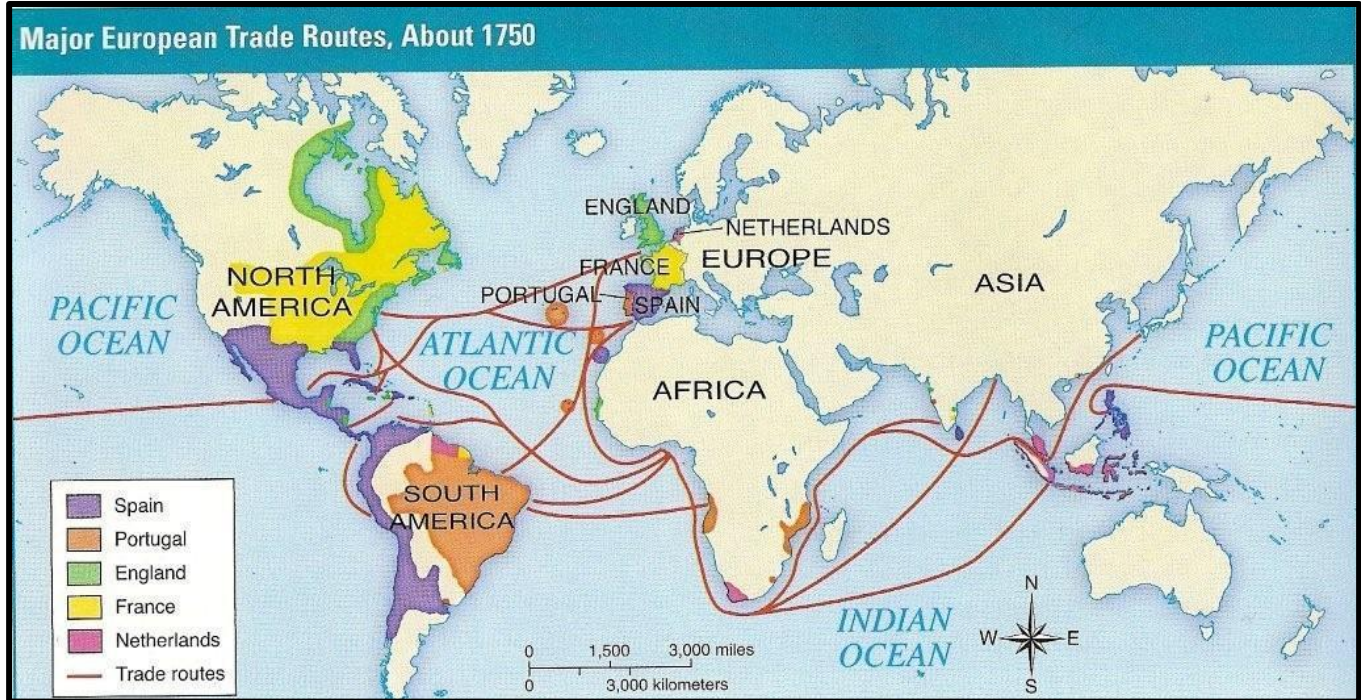 Major European Trade Routes, About 1750
ENGLAND
NETHERLANDS
FRANCE
EUROPE
PORTUGAL
SPAIN
NORTH
AMERICA
ASIA
PACIFIC
OCEAN
ATLANTIC
OCEAN
PACIFIC
OCEAN
AFRICA
SOUTH
AMERICA
Spain
Portugal
England
France
Netherlands
Trade routes
0 1,500 3,000 miles
0 3,000 kilometers
INDIAN
OCEAN
N
W E
S